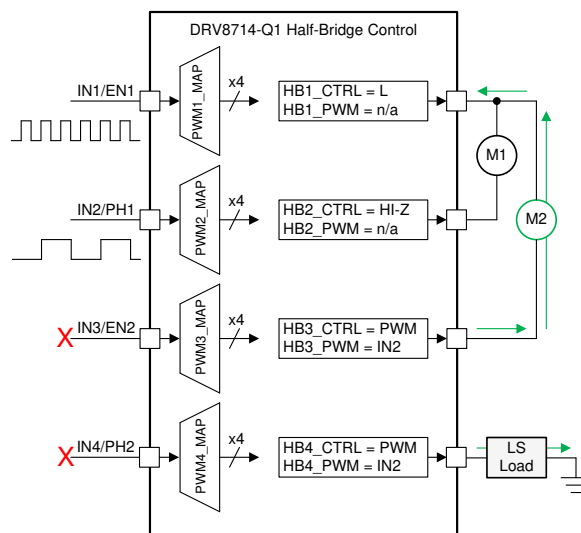 DRV8714-Q1 Half-Bridge Control
IN1/EN1
PWM1_MAP
x4
HB1_CTRL = L
HB1_PWM = n/a
M1
IN2/PH1
PWM2_MAP
x4
HB2_CTRL = HI-Z
HB2_PWM = n/a
M2
X
IN3/EN2
PWM3_MAP
x4
HB3_CTRL = PWM
HB3_PWM = IN2
X
IN4/PH2
PWM4_MAP
x4
HB4_CTRL = PWM
HB4_PWM = IN2
LS
Load